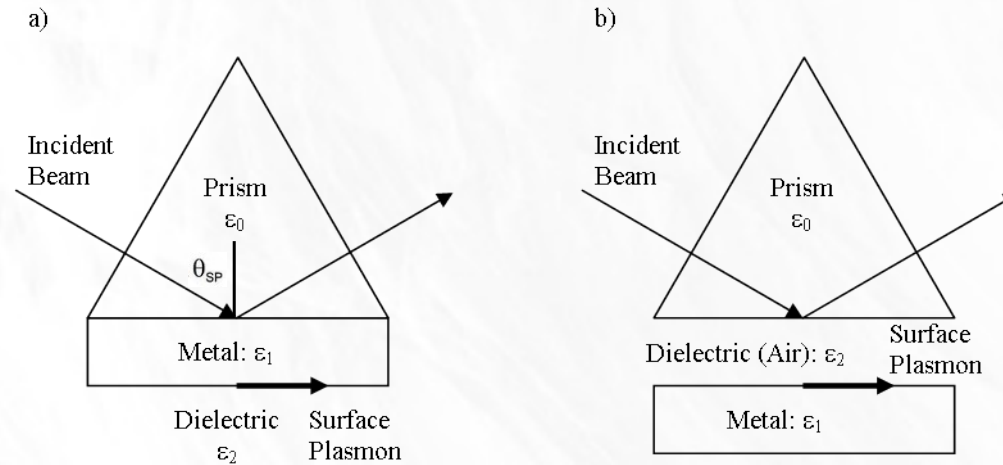 a)
Incident
Beam
Prism
ε₀
θSP
Metal: ε₁
Dielectric
ε₂
Surface
Plasmon
b)
Incident
Beam
Prism
ε₀
Dielectric (Air): ε₂
Surface
Plasmon
Metal: ε₁